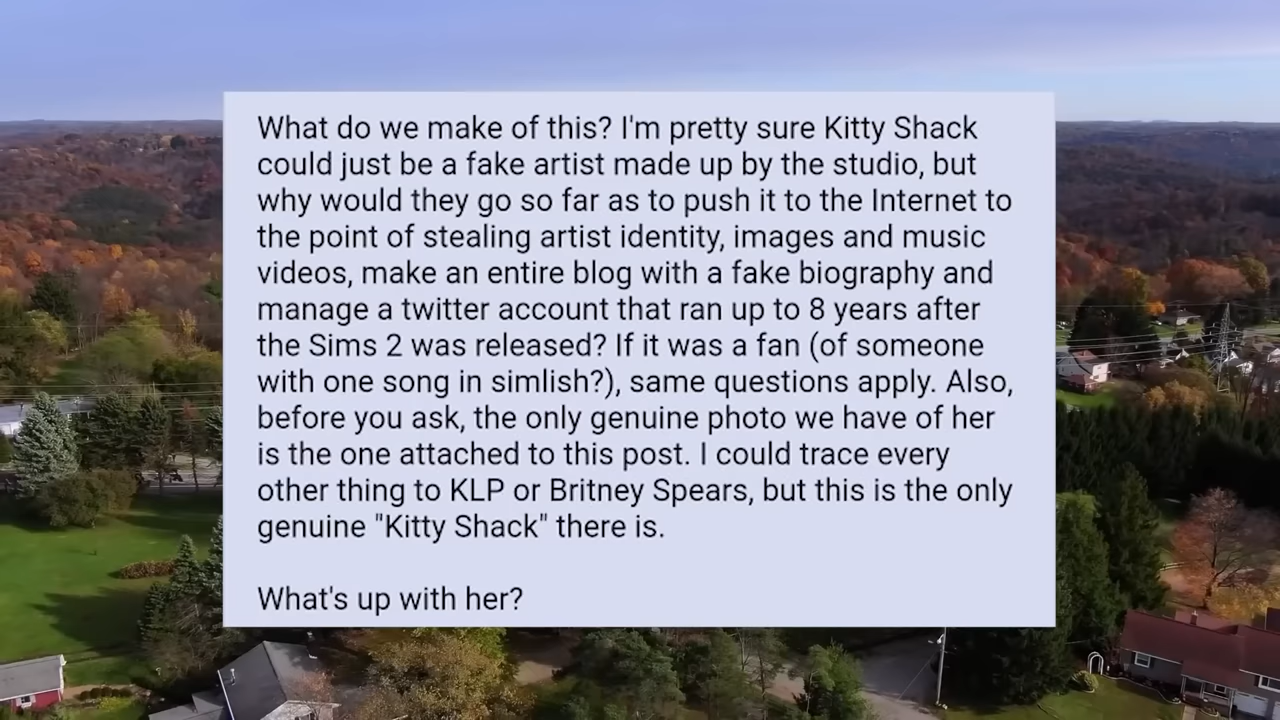 What do we make of this? I'm pretty sure Kitty Shack
could just be a fake artist made up by the studio, but
why would they go so far as to push it to the Internet to
the point of stealing artist identity, images and music
videos, make an entire blog with a fake biography and
manage a twitter account that ran up to 8 years after
the Sims 2 was released? If it was a fan (of someone
with one song in simlish?), same questions apply. Also,
before you ask, the only genuine photo we have of her
is the one attached to this post. I could trace every
other thing to KLP or Britney Spears, but this is the only
genuine "Kitty Shack" there is.
What's up with her?